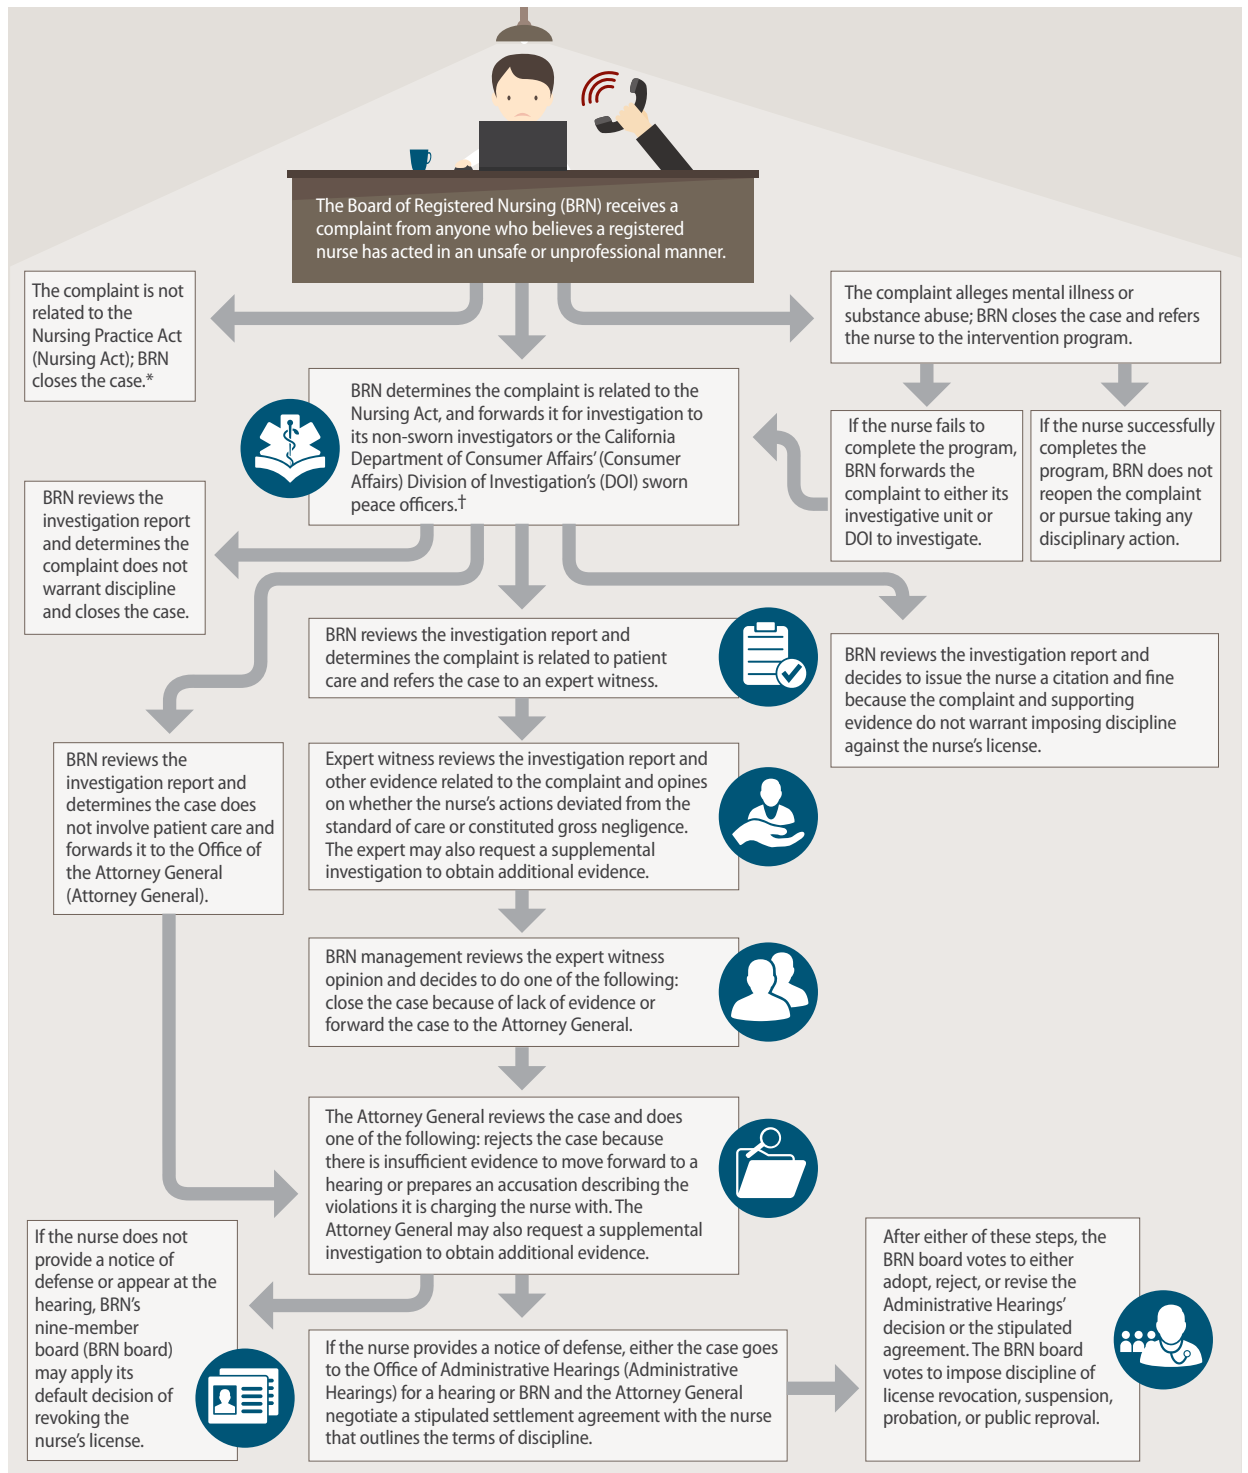 The Board of Registered Nursing (BRN) receives a
complaint from anyone who believes a registered
nurse has acted in an unsafe or unprofessional manner.
The complaint is not
related to the
Nursing Practice Act
(Nursing Act); BRN
closes the case.*
The complaint alleges mental illness or
substance abuse; BRN closes the case and refers
the nurse to the intervention program.
BRN determines the complaint is related to the
Nursing Act, and forwards it for investigation to
its non-sworn investigators or the California
Department of Consumer Affairs’ (Consumer
Affairs) Division of Investigation’s (DOI) sworn
peace officers.†
If the nurse fails to
complete the program,
BRN forwards the
complaint to either its
investigative unit or
DOI to investigate.
If the nurse successfully
completes the
program, BRN does not
reopen the complaint
or pursue taking any
disciplinary action.
BRN reviews the
investigation report
and determines the
complaint does not
warrant discipline
and closes the case.
BRN reviews the investigation report and
determines the complaint is related to patient
care and refers the case to an expert witness.
BRN reviews the investigation report and
decides to issue the nurse a citation and fine
because the complaint and supporting
evidence do not warrant imposing discipline
against the nurse’s license.
BRN reviews the
investigation report and
determines the case does
not involve patient care and
forwards it to the Office of
the Attorney General
(Attorney General).
Expert witness reviews the investigation report and
other evidence related to the complaint and opines
on whether the nurse’s actions deviated from the
standard of care or constituted gross negligence.
The expert may also request a supplemental
investigation to obtain additional evidence.
BRN management reviews the expert witness
opinion and decides to do one of the following:
close the case because of lack of evidence or
forward the case to the Attorney General.
The Attorney General reviews the case and does
one of the following: rejects the case because
there is insufficient evidence to move forward to a
hearing or prepares an accusation describing the
violations it is charging the nurse with. The
Attorney General may also request a supplemental
investigation to obtain additional evidence.
If the nurse does not
provide a notice of
defense or appear at the
hearing, BRN’s
nine-member
board (BRN board)
may apply its
default decision of
revoking the
nurse’s license.
If the nurse provides a notice of defense, either the case goes
to the Office of Administrative Hearings (Administrative
Hearings) for a hearing or BRN and the Attorney General
negotiate a stipulated settlement agreement with the nurse
that outlines the terms of discipline.
After either of these steps, the
BRN board votes to either
adopt, reject, or revise the
Administrative Hearings’
decision or the stipulated
agreement. The BRN board
votes to impose discipline of
license revocation, suspension,
probation, or public reproval.